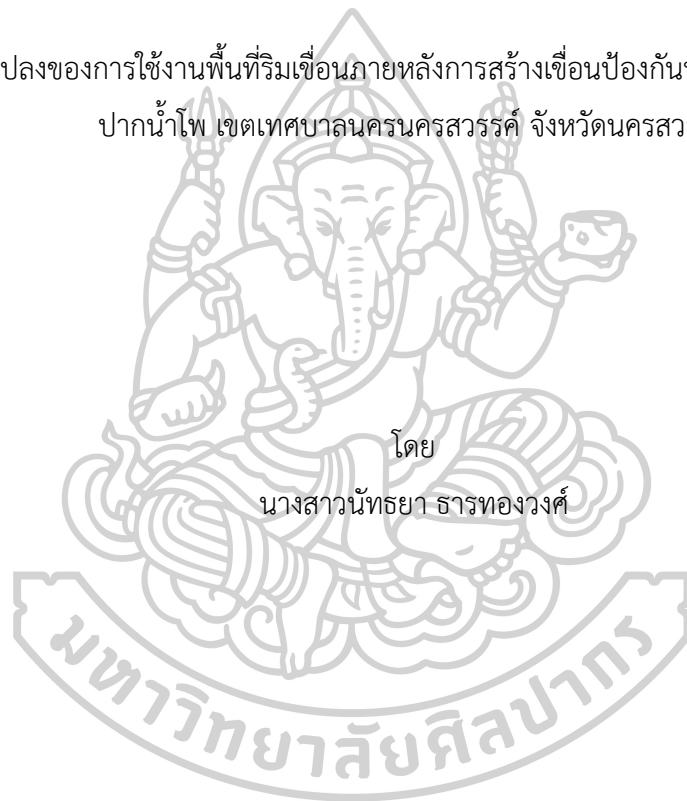 ปลงของการใช้งานพื้นที่ริมเขื่อนภายหลังการสร้างเขื่อนป้องกัน
ปากน้ำโพ เขตเทศบาลนครนครสวรรค์ จังหวัดนครสว
โดย
นางสาวนัทธยา ธารทองวงศ์
มหาวิทยาลัยศิลปากร